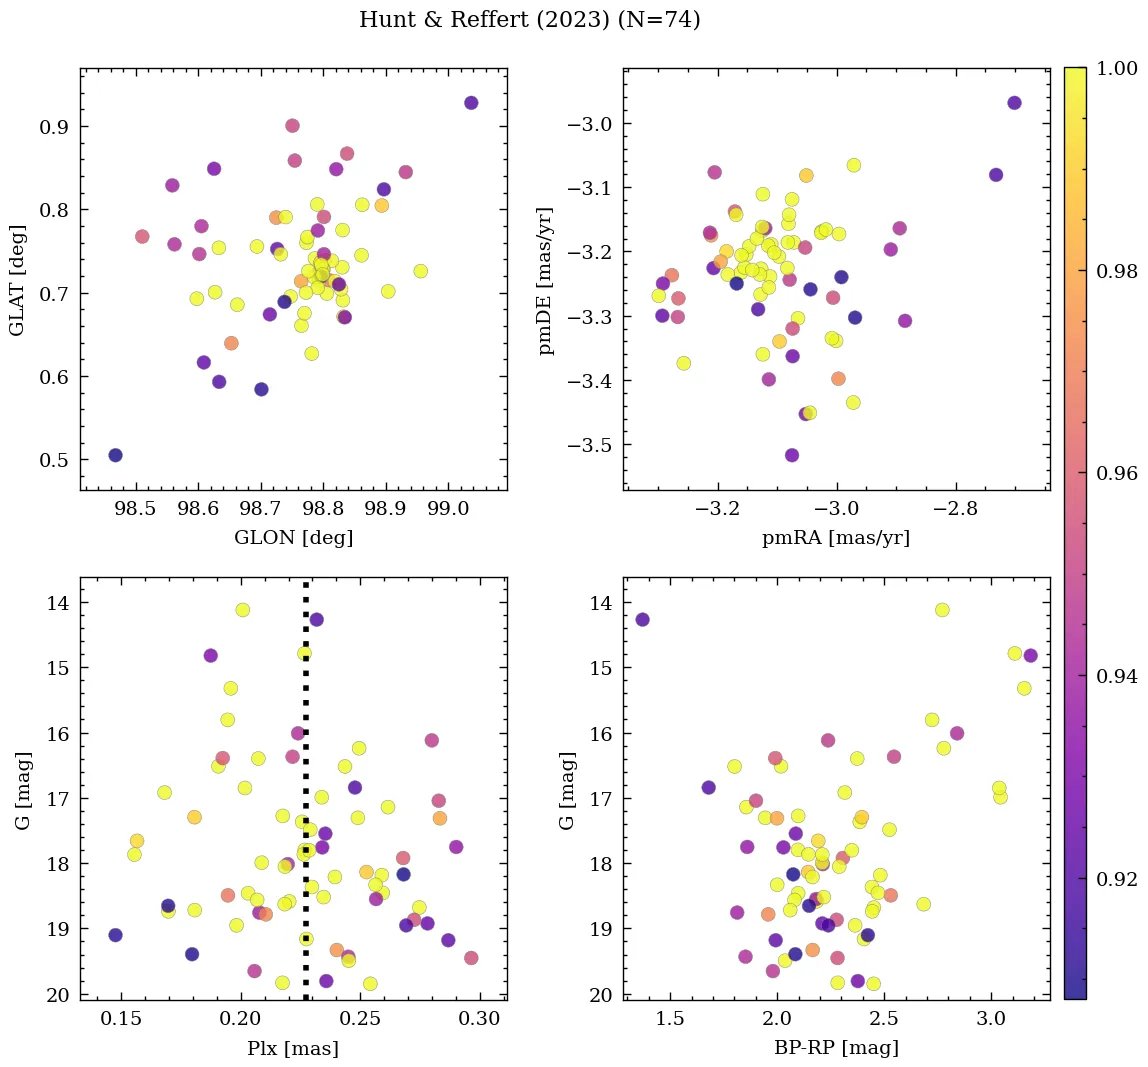 Hunt & Reffert (2023) (N=74)
0.9
0.8
0.7
0.6
0.5
GLAT [deg]
98.5 98.6 98.7 98.8 98.9 99.0
GLON [deg]
−3.0
−3.1
−3.2
−3.3
−3.4
−3.5
pmDE [mas/yr]
−3.2 −3.0 −2.8
pmRA [mas/yr]
1.00
0.98
0.96
0.94
0.92
14
15
16
17
18
19
20
G [mag]
0.15 0.20 0.25 0.30
Plx [mas]
14
15
16
17
18
19
20
G [mag]
1.5 2.0 2.5 3.0
BP-RP [mag]